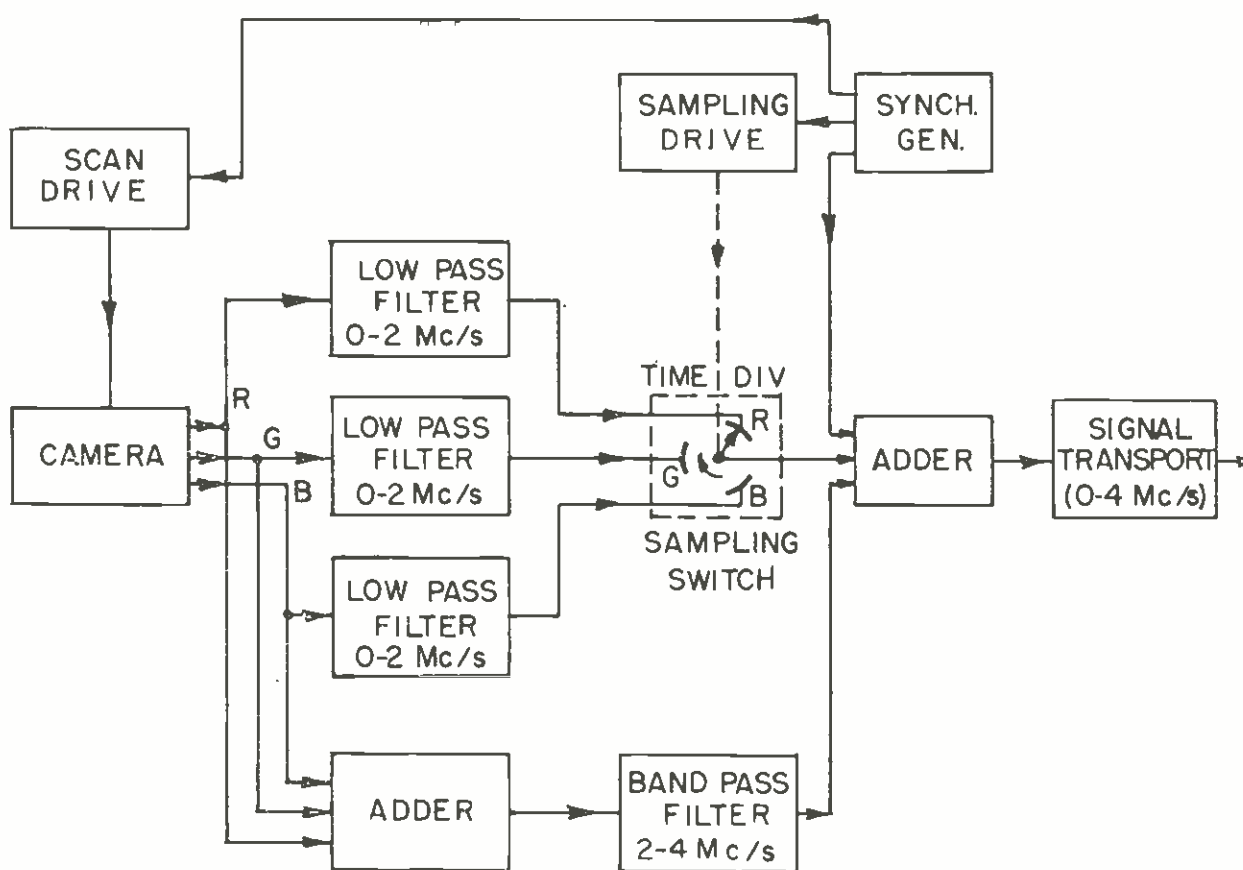 SAMPLING
DRIVE
SYNCH.
GEN.
SCAN
DRIVE
LOW PASS
FILTER
0-2 Mc/s
TIME DIV
R
R
CAMERA
G
B
LOW PASS
FILTER
0-2 Mc/s
G
B
ADDER
SIGNAL
TRANSPORT
(0-4 Mc/s)
SAMPLING
SWITCH
LOW PASS
FILTER
0-2 Mc/s
ADDER
BAND PASS
FILTER
2-4 Mc/s